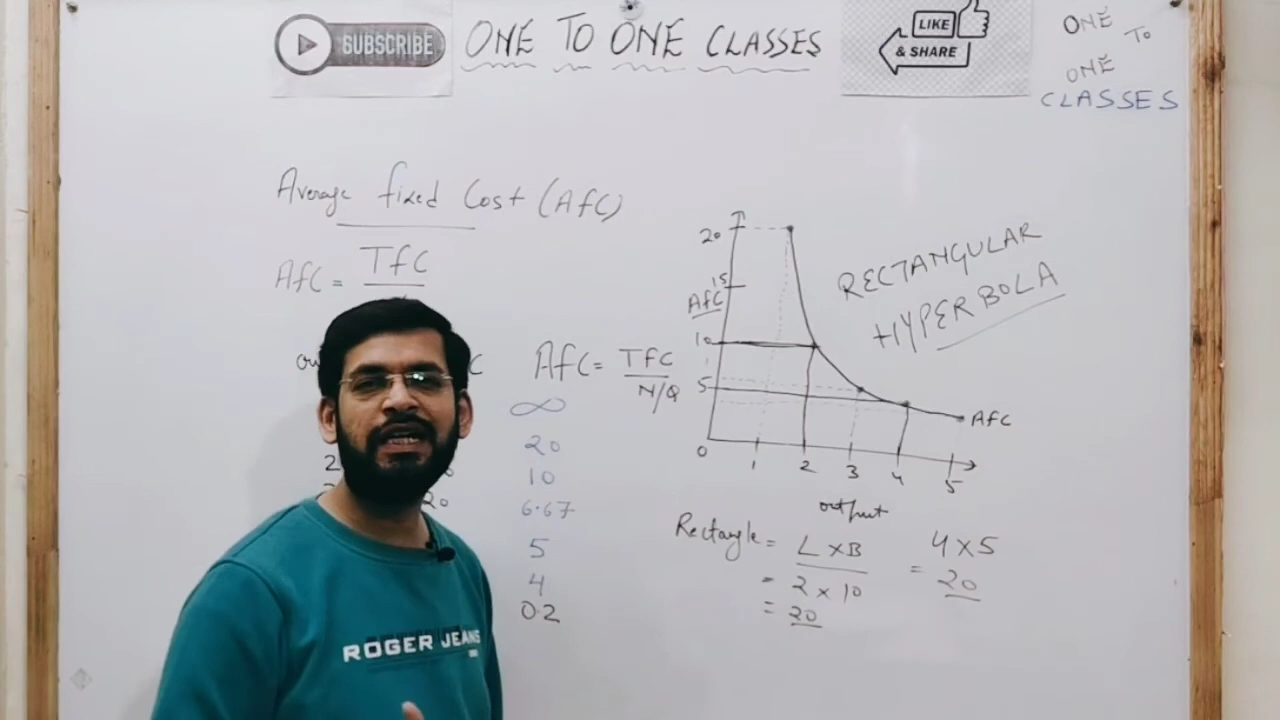 SUBSCRIBE
ONE TO ONE CLASSES
LIKE
& SHARE
ONE
TO
ONE
CLASSES
Average fixed Cost (AfC)
AfC = TfC
AfC = TfC
N/Q
∞
20
10
6.67
5
4
0.2
2
20
20
15
AfC
10
5
0
1
2
3
4
5
output
AfC
RECTANGULAR
HYPERBOLA
Rectangle = L × B
= 2 × 10
= 20
4 × 5
= 20
ROGER JEANS